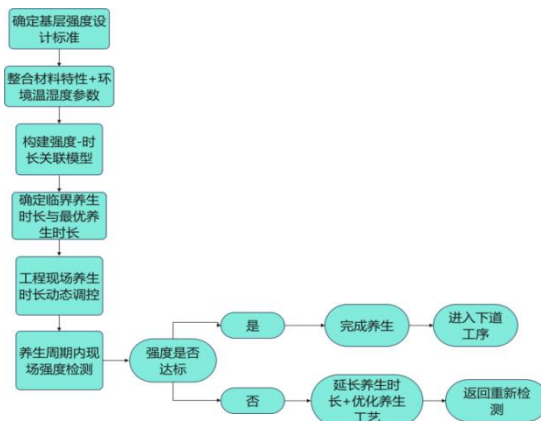 确定基层强度设
计标准
整合材料特性+环
境温湿度参数
构建强度-时
长关联模型
确定临界养生
时长与最优养
生时长
工程现场养生
时长动态调控
养生周期内现
场强度检测
强度是否
达标
是
完成养生
进入下道
工序
否
延长养生时
长+优化养生
工艺
返回重新检
测